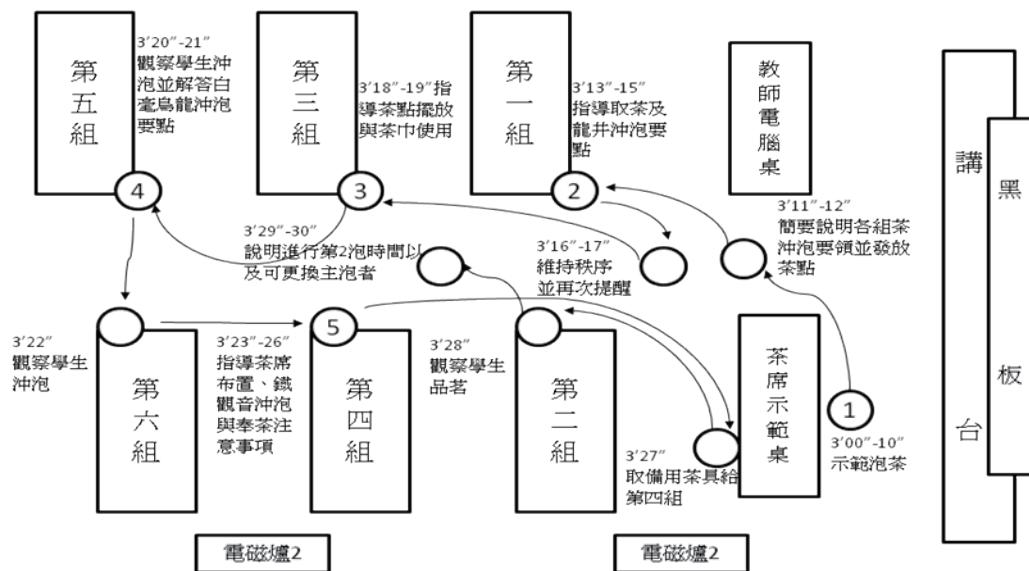 第五組
3’20”-21”
觀察學生沖
泡並解答白
毫烏龍沖泡
要點
4
第三組
3’18”-19”指
導茶點擺放
與茶巾使用
3
第一組
3’13”-15”
指導取茶及
龍井沖泡要
點
2
教師電腦桌
3’11”-12”
簡要說明各組茶
沖泡要領並發放
茶點
講台
黑板
3’29”-30”
說明進行第2泡時間以
及可更換主泡者
3’16”-17”
維持秩序
並再次提醒
3’22”
觀察學生
沖泡
第六組
3’23”-26”
指導茶席
布置、鐵
觀音沖泡
與奉茶注
意事項
5
第四組
3’28”
觀察學生
品茗
第二組
3’27”
取備用茶具給
第四組
茶席示範桌
1
3’00”-10”
示範泡茶
電磁爐2
電磁爐2